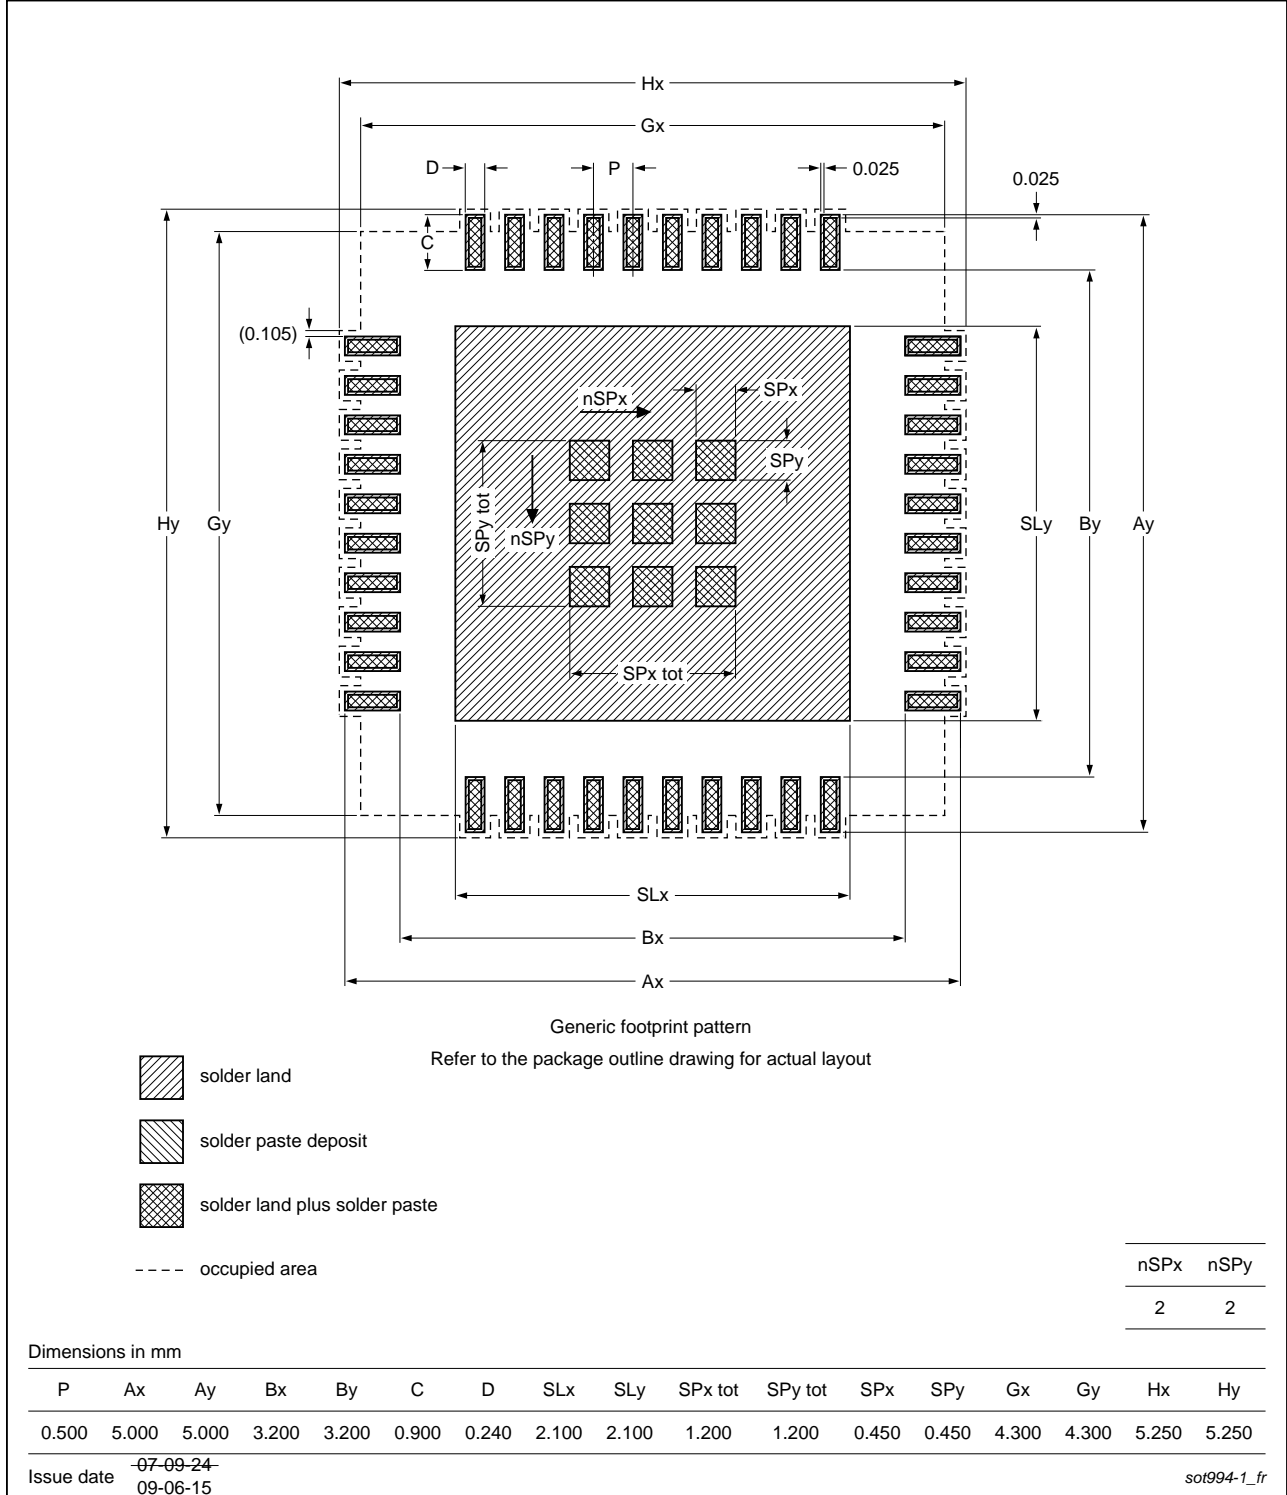 Hx
Gx
D P 0.025
0.025
C
(0.105)
nSPx SPx
SPy
SPy tot
nSPy
Hy Gy SLy By Ay
SPx tot
SLx
Bx
Ax
Generic footprint pattern
Refer to the package outline drawing for actual layout
solder land
solder paste deposit
solder land plus solder paste
occupied area
nSPx nSPy
2 2
Dimensions in mm
P Ax Ay Bx By C D SLx SLy SPx tot SPy tot SPx SPy Gx Gy Hx Hy
0.500 5.000 5.000 3.200 3.200 0.900 0.240 2.100 2.100 1.200 1.200 0.450 0.450 4.300 4.300 5.250 5.250
Issue date 07-09-24
09-06-15
sot994-1_fr